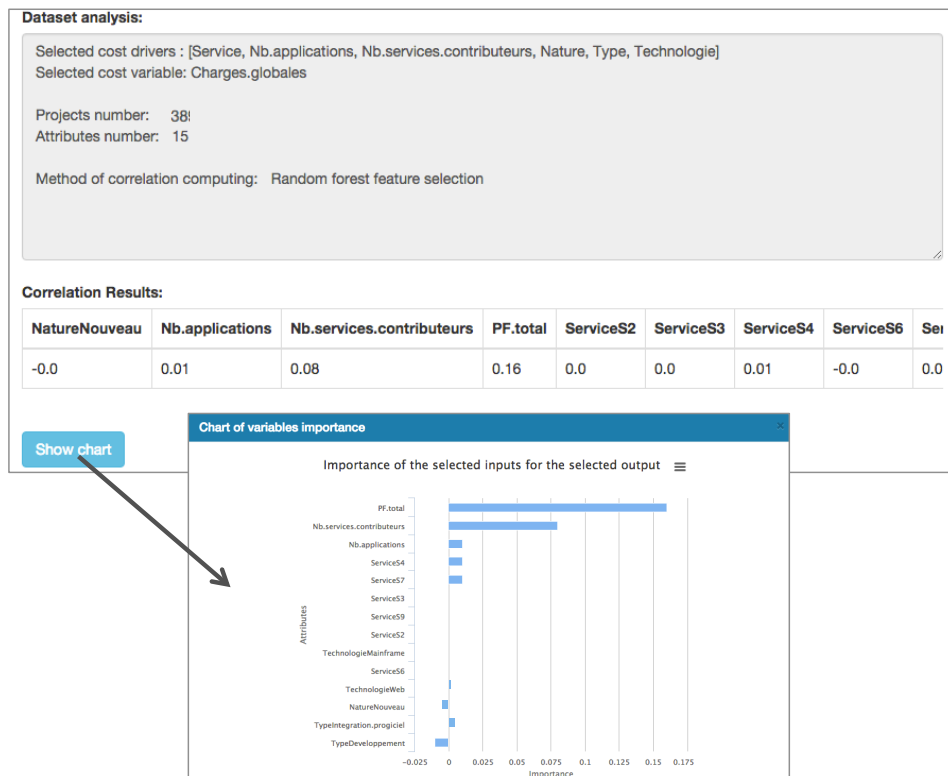 Dataset analysis:
Selected cost drivers : [Service, Nb.applications, Nb.services.contributeurs, Nature, Type, Technologie]
Selected cost variable: Charges.globales
Projects number: 38
Attributes number: 15
Method of correlation computing: Random forest feature selection
Correlation Results:
NatureNouveau Nb.applications Nb.services.contributeurs PF.total ServiceS2 ServiceS3 ServiceS4 ServiceS6 Ser
-0.0 0.01 0.08 0.16 0.0 0.0 0.01 -0.0 0.0
Show chart
Chart of variables importance ×
Importance of the selected inputs for the selected output
Attributes
PF.total
Nb.services.contributeurs
Nb.applications
ServiceS4
ServiceS7
ServiceS3
ServiceS9
ServiceS2
TechnologieMainframe
ServiceS6
TechnologieWeb
NatureNouveau
TypeIntegration.progiciel
TypeDeveloppement
-0.025 0 0.025 0.05 0.075 0.1 0.125 0.15 0.175
Importance